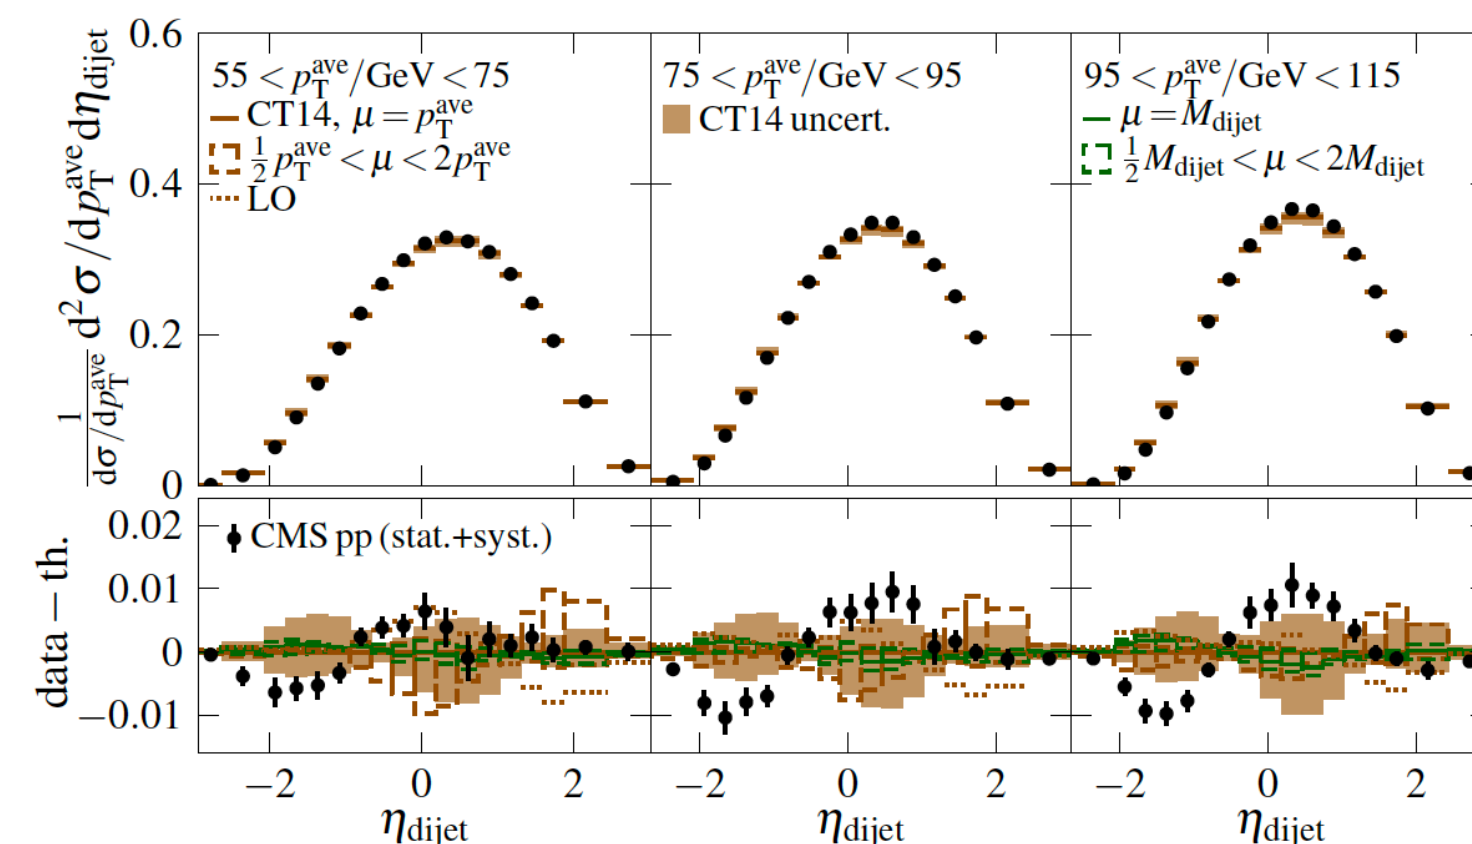 1/(dσ/dp_T^ave) d²σ/dp_T^ave dη_dijet
0.6
0.4
0.2
0
55 < p_T^ave/GeV < 75
CT14, μ = p_T^ave
½ p_T^ave < μ < 2p_T^ave
LO
75 < p_T^ave/GeV < 95
CT14 uncert.
95 < p_T^ave/GeV < 115
μ = M_dijet
½ M_dijet < μ < 2M_dijet
data − th.
0.02
0.01
0
−0.01
CMS pp (stat.+syst.)
−2 0 2
−2 0 2
−2 0 2
η_dijet
η_dijet
η_dijet